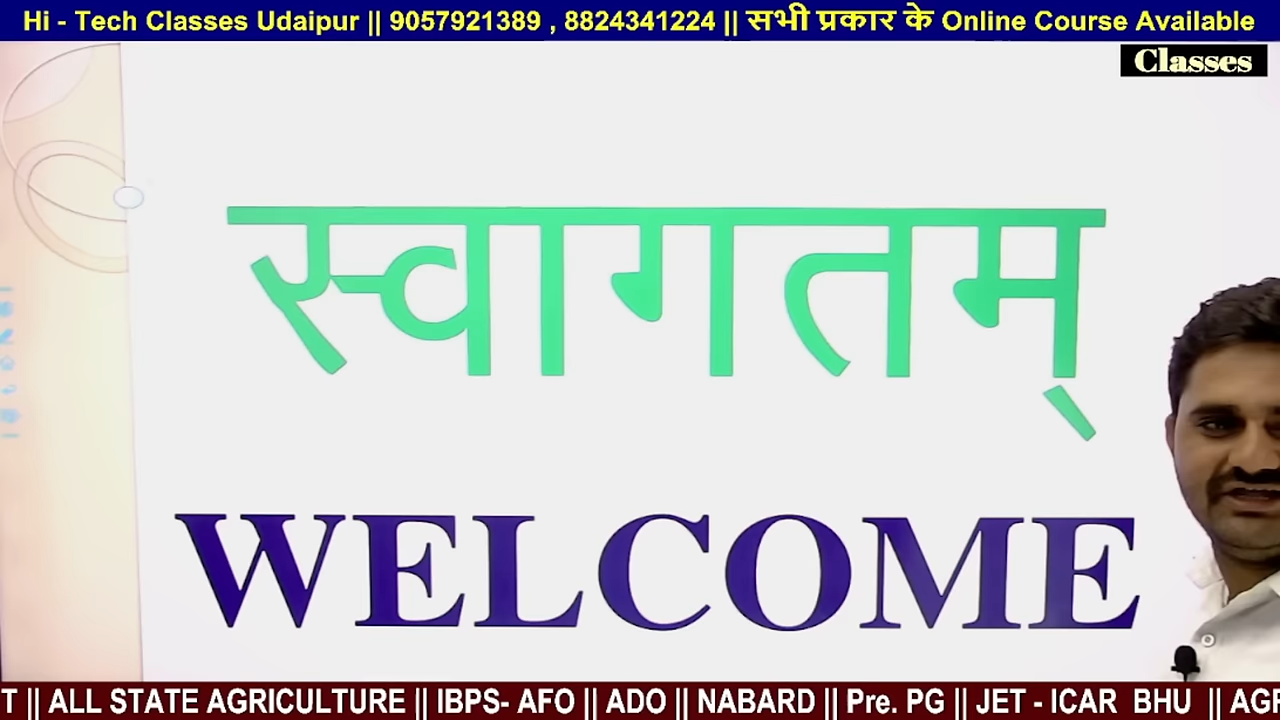 Hi - Tech Classes Udaipur || 9057921389 , 8824341224 || सभी प्रकार के Online Course Available
Classes
स्वागतम्
WELCOME
T || ALL STATE AGRICULTURE || IBPS- AFO || ADO || NABARD || Pre. PG || JET - ICAR BHU || AGR